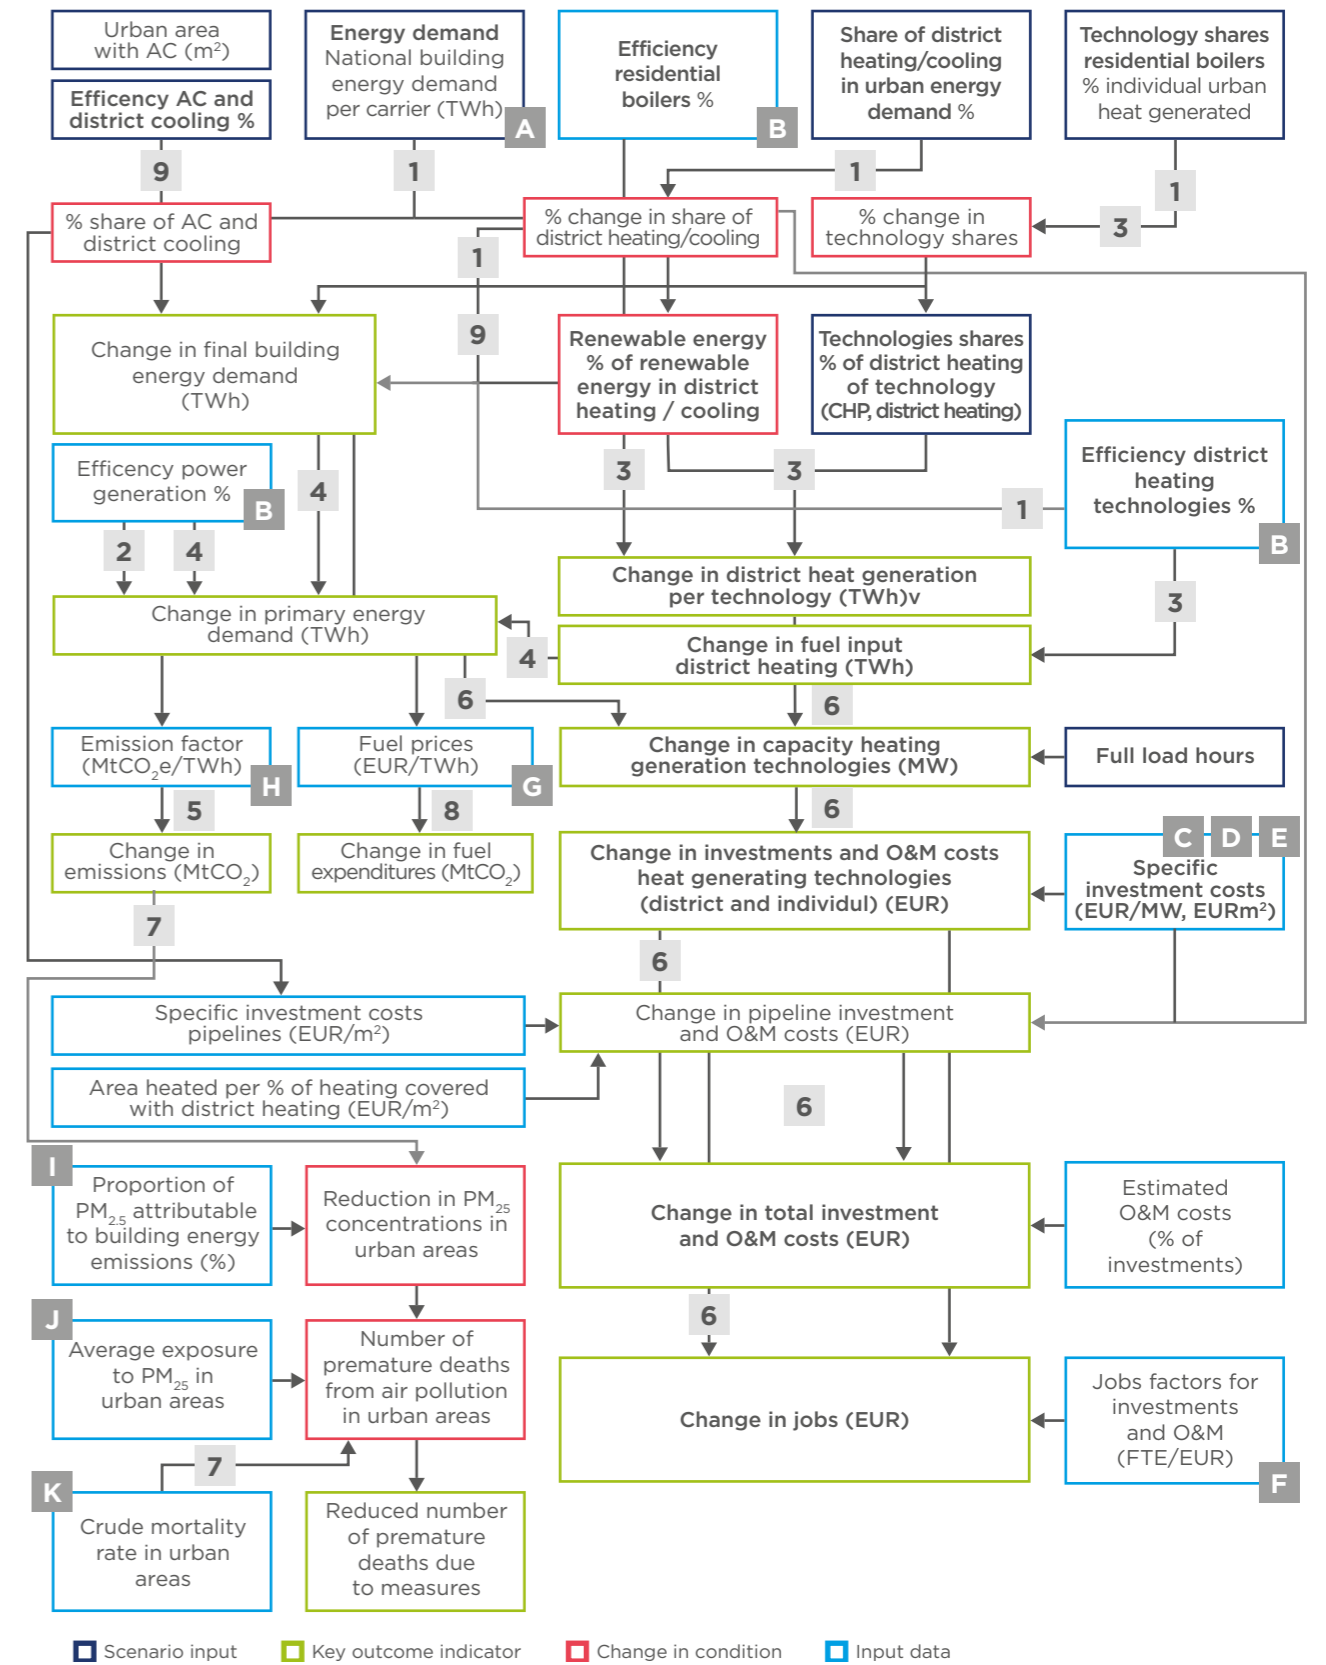 Urban area
with AC (m²)
Efficency AC and
district cooling %
Energy demand
National building
energy demand
per carrier (TWh)
A
Efficiency
residential
boilers %
B
Share of district
heating/cooling
in urban energy
demand %
Technology shares
residential boilers
% individual urban
heat generated
9
1
1
1
3
% share of AC and
district cooling
% change in share of
district heating/cooling
% change in
technology shares
1
9
Change in final building
energy demand
(TWh)
Renewable energy
% of renewable
energy in district
heating / cooling
Technologies shares
% of district heating
of technology
(CHP, district heating)
Efficency power
generation %
B
4
3
3
1
Efficiency district
heating
technologies %
B
2
4
3
Change in district heat generation
per technology (TWh)v
Change in primary energy
demand (TWh)
4
Change in fuel input
district heating (TWh)
6
6
Emission factor
(MtCO₂e/TWh)
H
Fuel prices
(EUR/TWh)
G
Change in capacity heating
generation technologies (MW)
Full load hours
5
8
6
Change in
emissions (MtCO₂)
Change in fuel
expenditures (MtCO₂)
Change in investments and O&M costs
heat generating technologies
(district and individul) (EUR)
C D E
Specific
investment costs
(EUR/MW, EURm²)
7
6
Specific investment costs
pipelines (EUR/m²)
Change in pipeline investment
and O&M costs (EUR)
Area heated per % of heating covered
with district heating (EUR/m²)
6
I
Proportion of
PM₂.₅ attributable
to building energy
emissions (%)
Reduction in PM₂₅
concentrations in
urban areas
Change in total investment
and O&M costs (EUR)
Estimated
O&M costs
(% of
investments)
6
J
Average exposure
to PM₂₅ in
urban areas
Number of
premature deaths
from air pollution
in urban areas
Change in jobs (EUR)
Jobs factors for
investments
and O&M
(FTE/EUR)
F
7
K
Crude mortality
rate in urban
areas
Reduced number
of premature
deaths due
to measures
Scenario input
Key outcome indicator
Change in condition
Input data